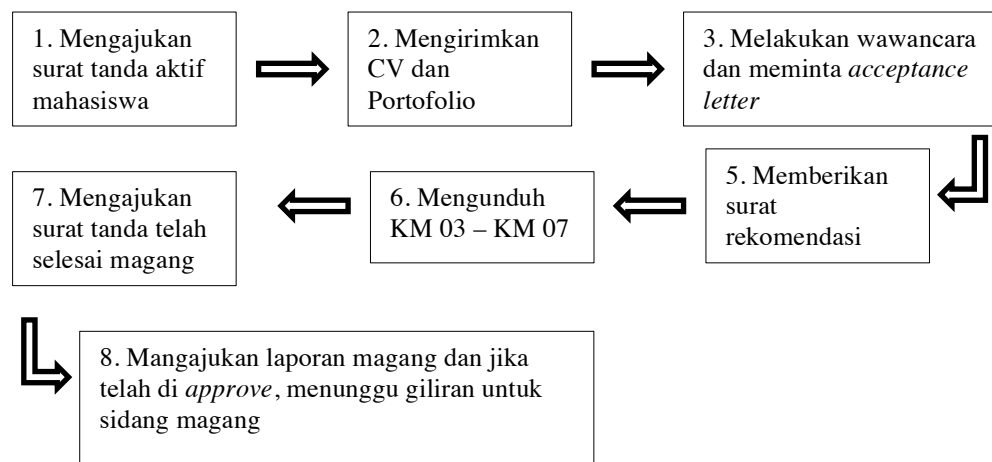 1. Mengajukan
surat tanda aktif
mahasiswa
2. Mengirimkan
CV dan
Portofolio
3. Melakukan wawancara
dan meminta acceptance
letter
5. Memberikan
surat
rekomendasi
6. Mengunduh
KM 03 – KM 07
7. Mengajukan
surat tanda telah
selesai magang
8. Mangajukan laporan magang dan jika
telah di approve, menunggu giliran untuk
sidang magang